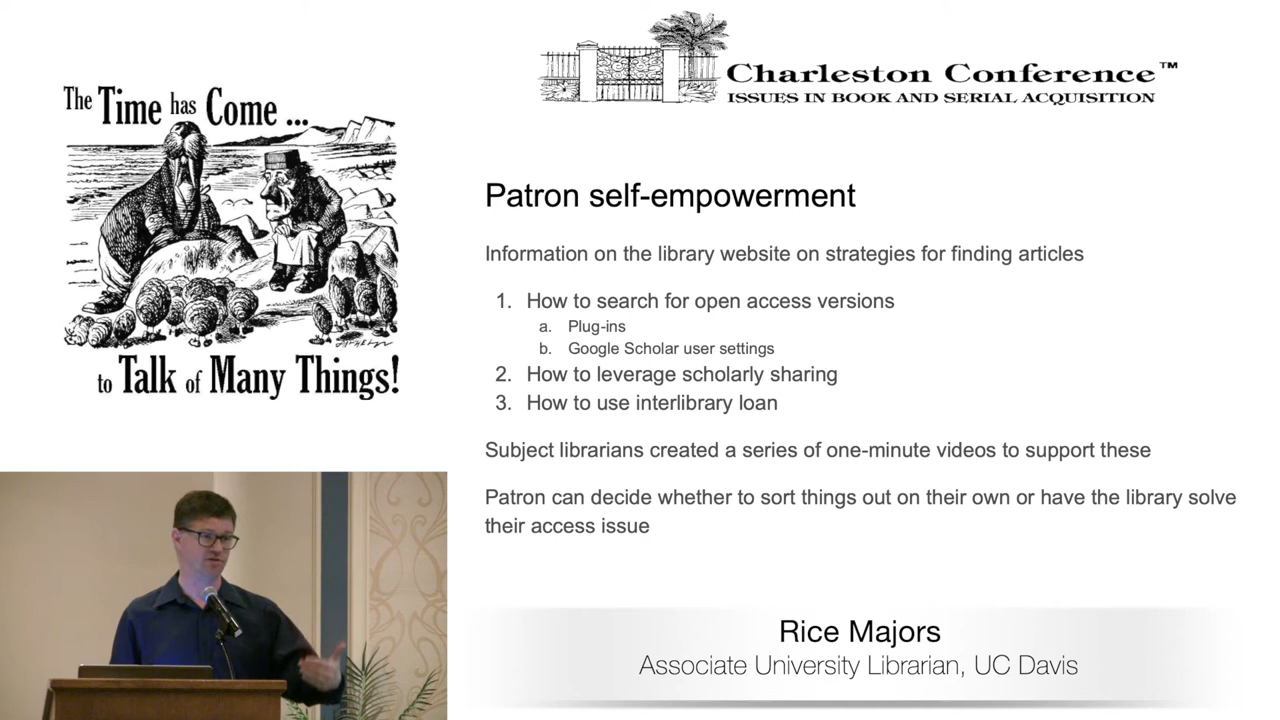 The Time has Come ...
to Talk of Many Things!
Charleston Conference™
ISSUES IN BOOK AND SERIAL ACQUISITION
Patron self-empowerment
Information on the library website on strategies for finding articles
1. How to search for open access versions
a. Plug-ins
b. Google Scholar user settings
2. How to leverage scholarly sharing
3. How to use interlibrary loan
Subject librarians created a series of one-minute videos to support these
Patron can decide whether to sort things out on their own or have the library solve
their access issue
Rice Majors
Associate University Librarian, UC Davis